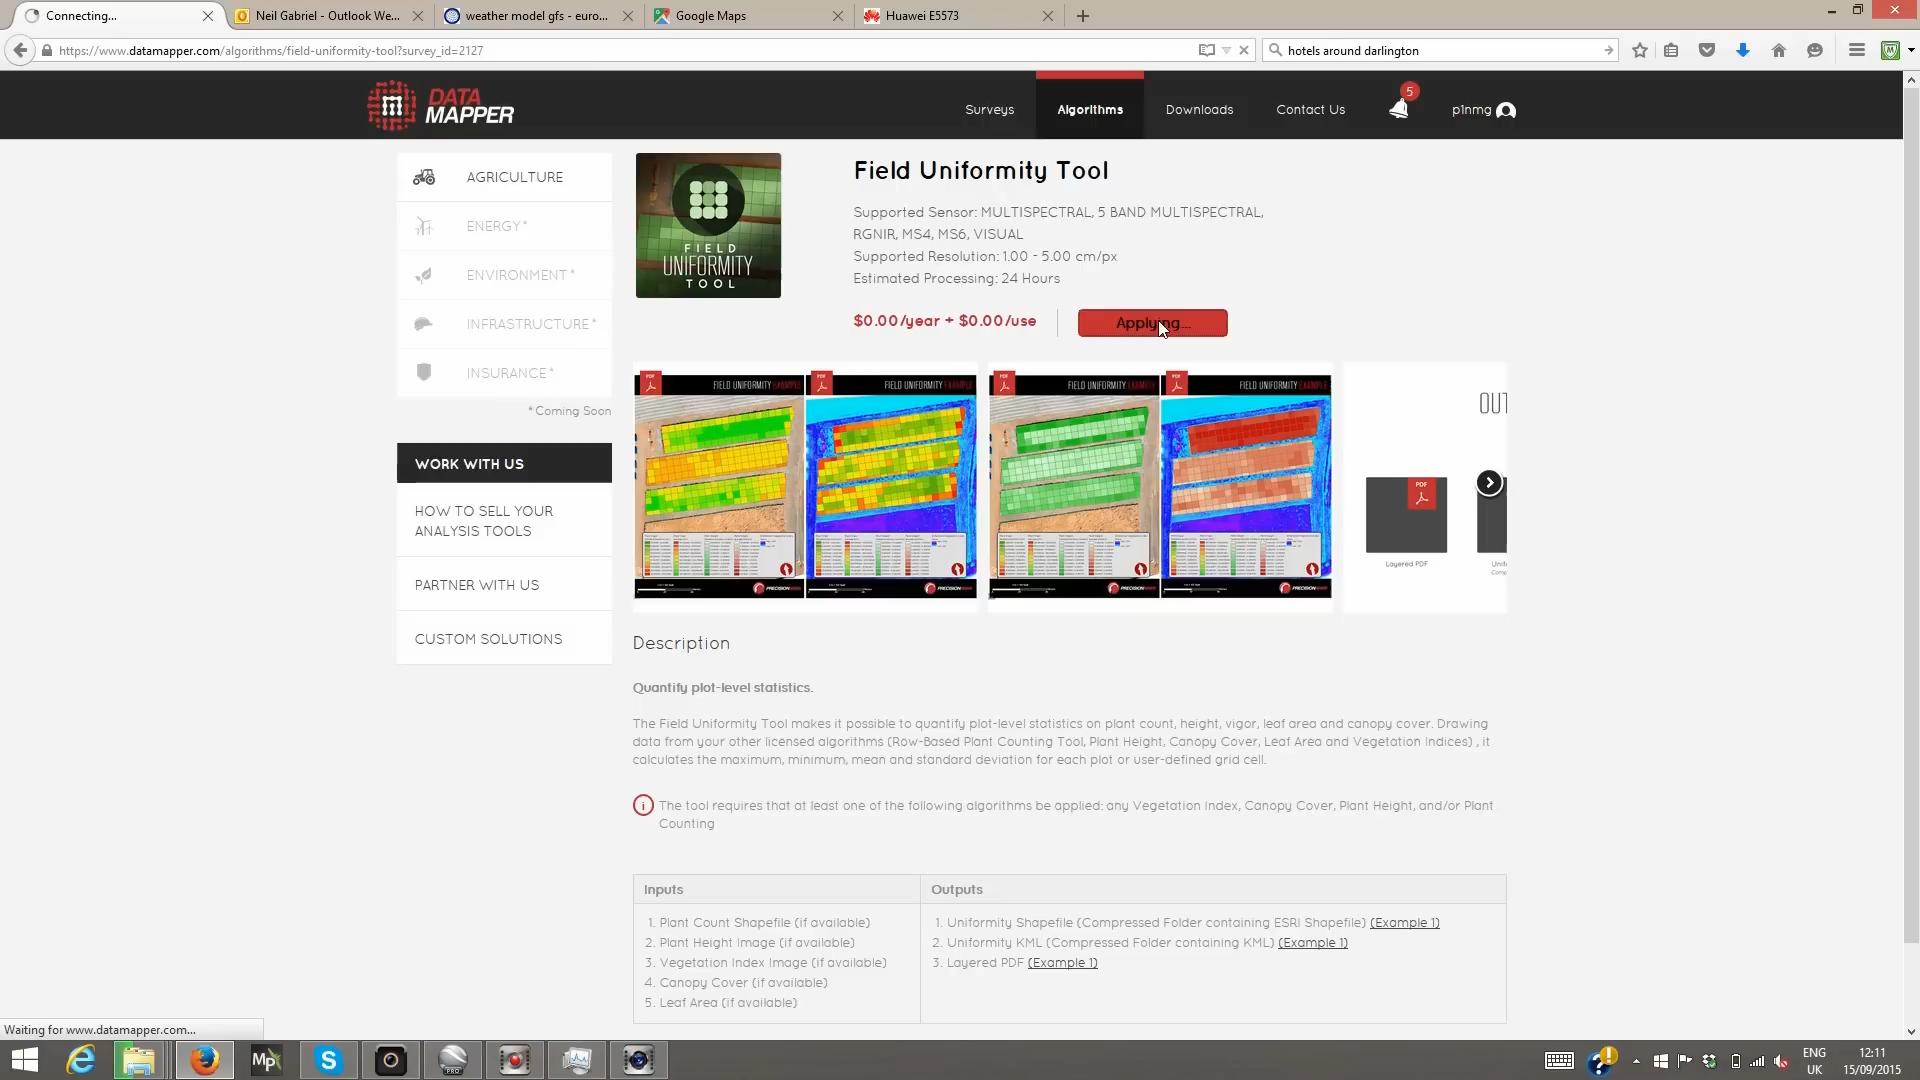 Connecting...
Neil Gabriel - Outlook We...
weather model gfs - euro...
Google Maps
Huawei E5573
https://www.datamapper.com/algorithms/field-uniformity-tool?survey_id=2127
hotels around darlington
DATA
MAPPER
Surveys
Algorithms
Downloads
Contact Us
5
p1nmg
AGRICULTURE
ENERGY*
ENVIRONMENT*
INFRASTRUCTURE*
INSURANCE*
*Coming Soon
WORK WITH US
HOW TO SELL YOUR
ANALYSIS TOOLS
PARTNER WITH US
CUSTOM SOLUTIONS
FIELD
UNIFORMITY
TOOL
Field Uniformity Tool
Supported Sensor: MULTISPECTRAL, 5 BAND MULTISPECTRAL,
RGNIR, MS4, MS6, VISUAL
Supported Resolution: 1.00 - 5.00 cm/px
Estimated Processing: 24 Hours
$0.00/year + $0.00/use
Applying...
PDF
FIELD UNIFORMITY EXAMPLE
PDF
FIELD UNIFORMITY EXAMPLE
PDF
FIELD UNIFORMITY EXAMPLE
PDF
FIELD UNIFORMITY EXAMPLE
OUT
PDF
Layered PDF
Description
Quantify plot-level statistics.
The Field Uniformity Tool makes it possible to quantify plot-level statistics on plant count, height, vigor, leaf area and canopy cover. Drawing
data from your other licensed algorithms (Row-Based Plant Counting Tool, Plant Height, Canopy Cover, Leaf Area and Vegetation Indices) , it
calculates the maximum, minimum, mean and standard deviation for each plot or user-defined grid cell.
The tool requires that at least one of the following algorithms be applied: any Vegetation Index, Canopy Cover, Plant Height, and/or Plant
Counting
Inputs
1. Plant Count Shapefile (if available)
2. Plant Height Image (if available)
3. Vegetation Index Image (if available)
4. Canopy Cover (if available)
5. Leaf Area (if available)
Outputs
1. Uniformity Shapefile (Compressed Folder containing ESRI Shapefile) (Example 1)
2. Uniformity KML (Compressed Folder containing KML) (Example 1)
3. Layered PDF (Example 1)
Waiting for www.datamapper.com...
Mp
PRO
ENG
UK
12:11
15/09/2015